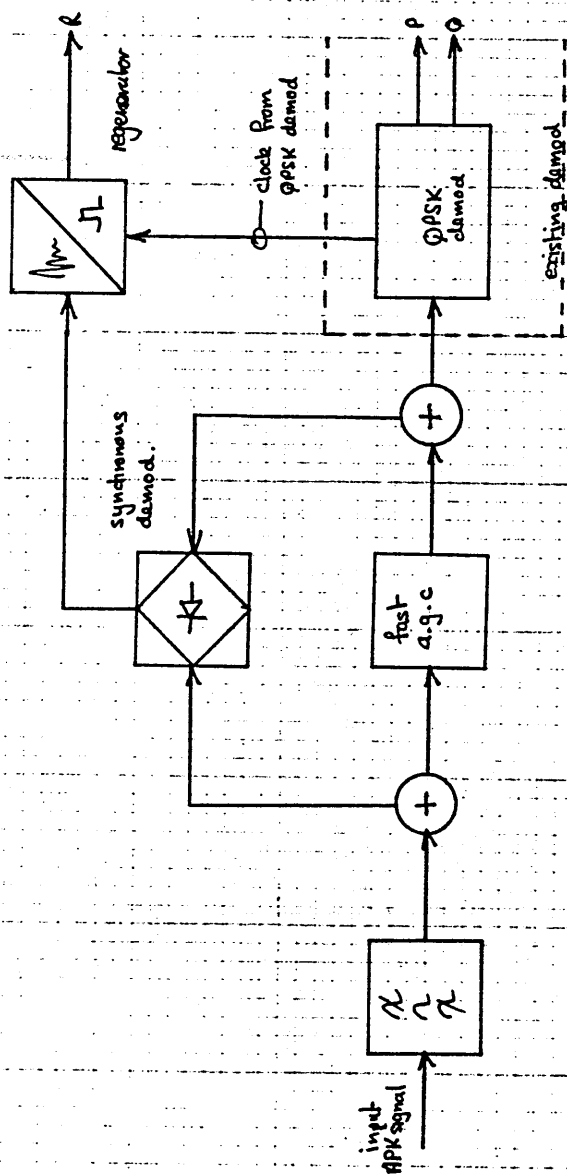 input
APK signal
fast
a.g.c
synchronous
demod.
regenerator
R
clock from
QPSK demod
QPSK
demod
P
Q
existing demod